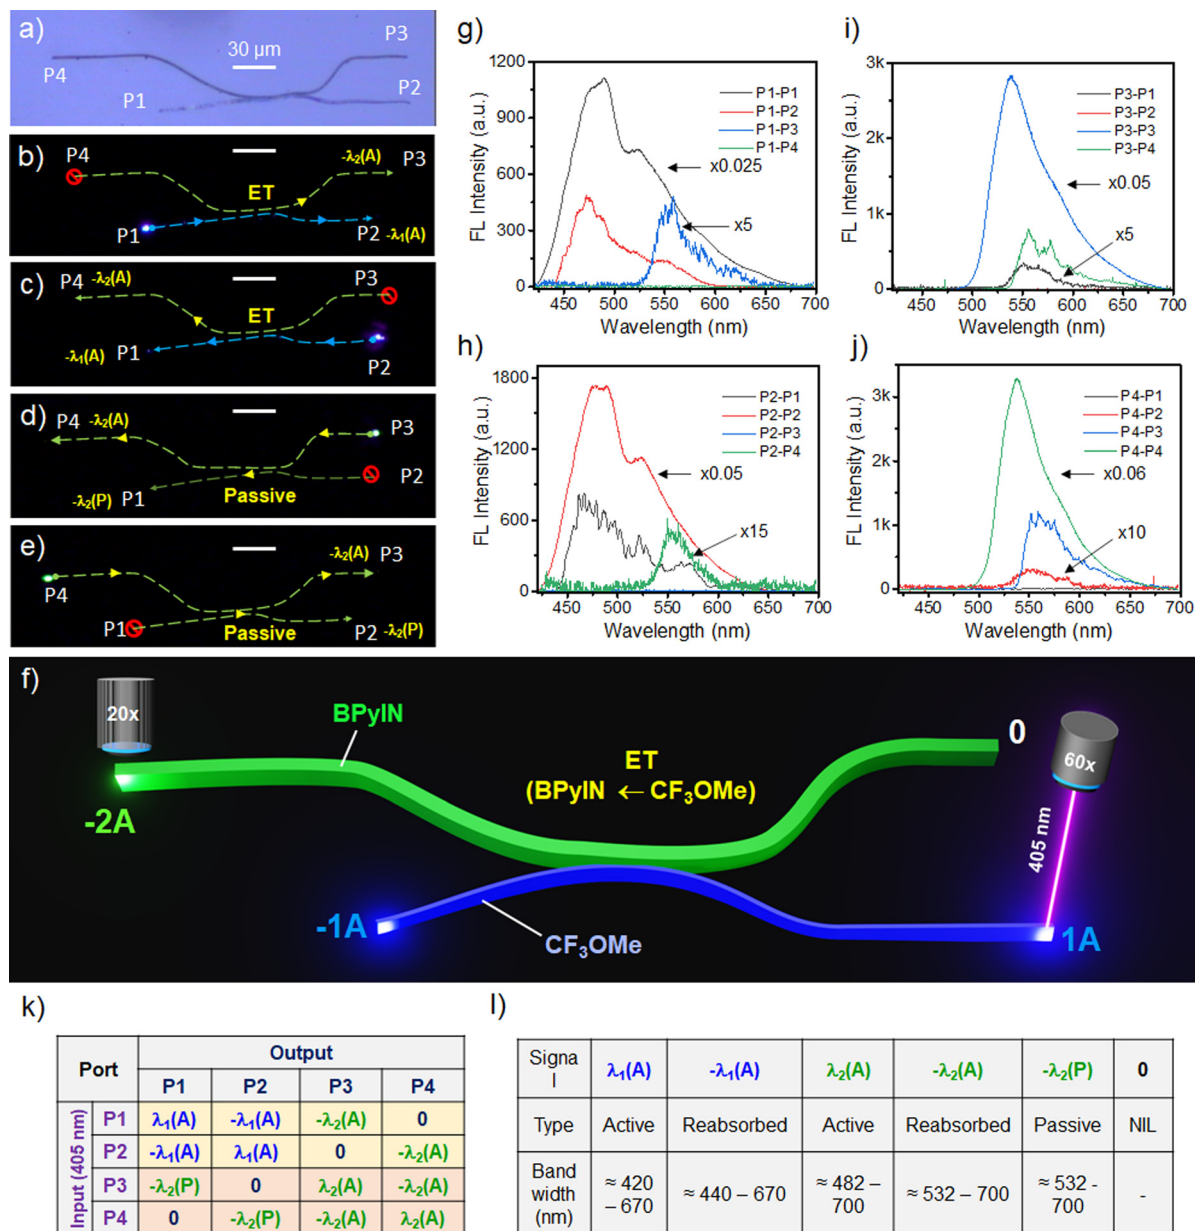 a)
30 µm
P3
P4
P2
P1
b)
P4
-λ2(A)
P3
ET
P1
P2 -λ1(A)
c)
-λ2(A)
P4
P3
ET
P1
-λ1(A)
P2
d)
P4 -λ2(A)
P3
P2
-λ2(P) P1
Passive
e)
-λ2(A)
P3
P4
P1
P2 -λ2(P)
Passive
g)
FL Intensity (a.u.)
1200
900
600
300
0
P1-P1
P1-P2
P1-P3
P1-P4
x0.025
x5
450 500 550 600 650 700
Wavelength (nm)
h)
FL Intensity (a.u.)
1800
1200
600
0
P2-P1
P2-P2
P2-P3
P2-P4
x0.05
x15
450 500 550 600 650 700
Wavelength (nm)
i)
FL Intensity (a.u.)
3k
2k
1k
0
P3-P1
P3-P2
P3-P3
P3-P4
x0.05
x5
450 500 550 600 650 700
Wavelength (nm)
j)
FL Intensity (a.u.)
3k
2k
1k
0
P4-P1
P4-P2
P4-P3
P4-P4
x0.06
x10
450 500 550 600 650 700
Wavelength (nm)
f)
20x
BPyIN
0
60x
ET
(BPyIN ← CF3OMe)
405 nm
-2A
-1A
CF3OMe
1A
k)
Port Output
P1 P2 P3 P4
Input (405 nm)
P1 λ1(A) -λ1(A) -λ2(A) 0
P2 -λ1(A) λ1(A) 0 -λ2(A)
P3 -λ2(P) 0 λ2(A) -λ2(A)
P4 0 -λ2(P) -λ2(A) λ2(A)
l)
Signa
l λ1(A) -λ1(A) λ2(A) -λ2(A) -λ2(P) 0
Type Active Reabsorbed Active Reabsorbed Passive NIL
Band
width
(nm)
≈ 420
– 670
≈ 440 – 670
≈ 482 –
700
≈ 532 – 700
≈ 532 -
700
-